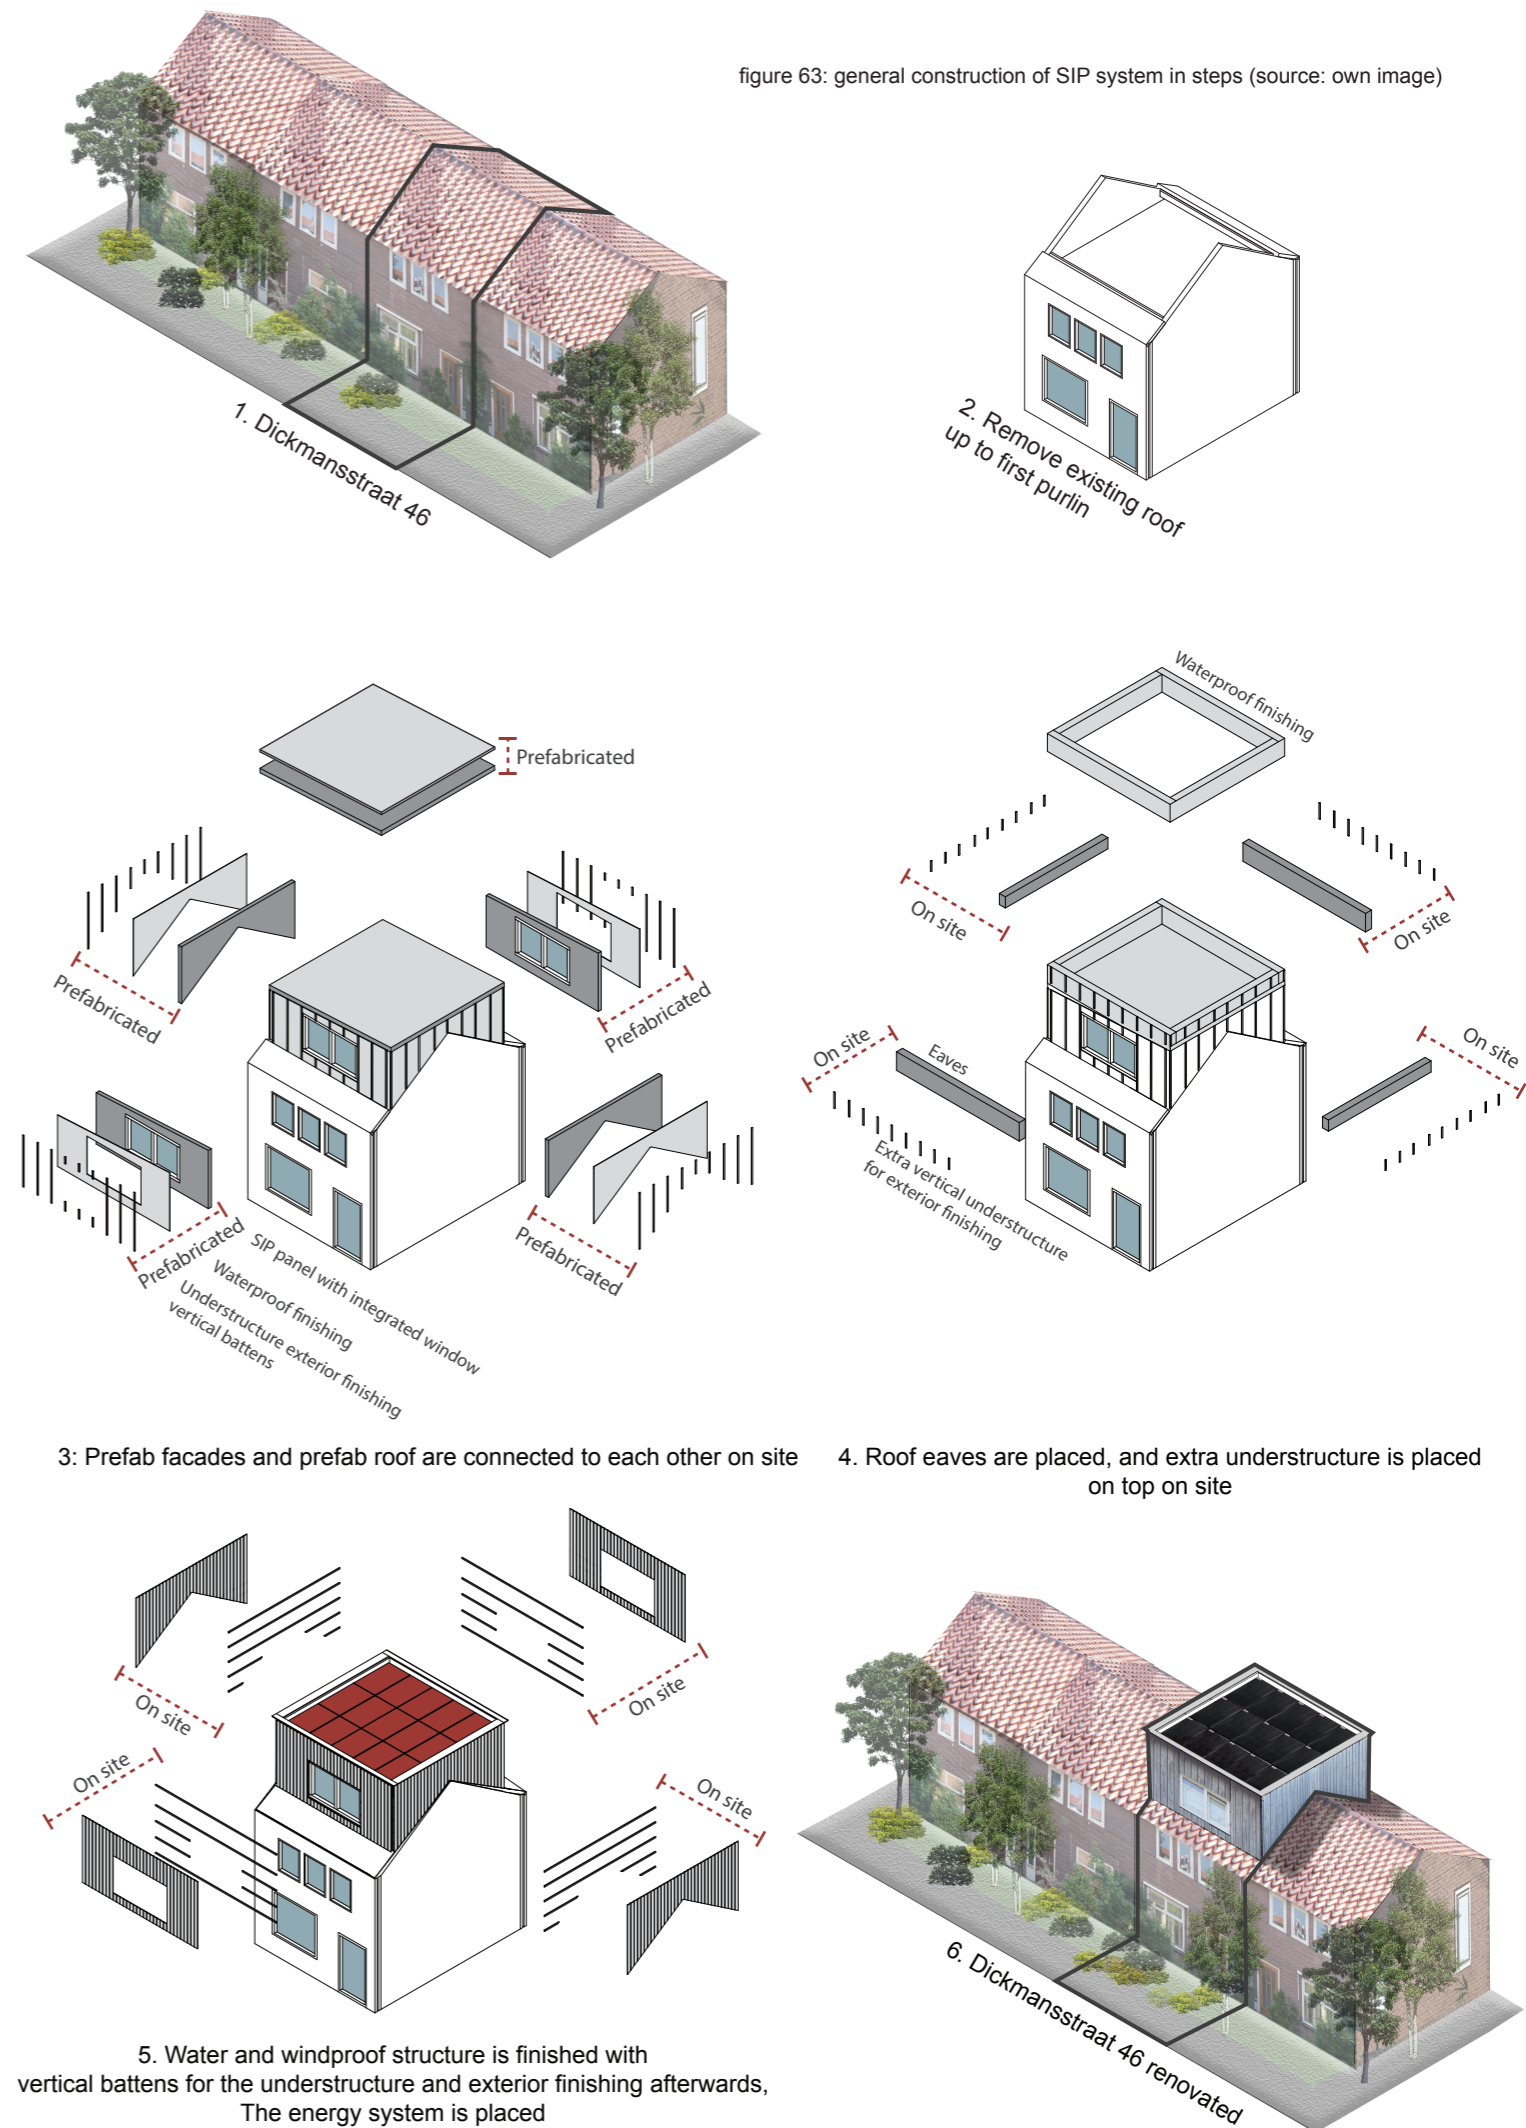 figure 63: general construction of SIP system in steps (source: own image)
1. Dickmansstraat 46
2. Remove existing roof
up to first purlin
Prefabricated
Prefabricated
Prefabricated
Prefabricated
SIP panel with integrated window
Waterproof finishing
Understructure exterior finishing
vertical battens
Prefabricated
3: Prefab facades and prefab roof are connected to each other on site
Waterproof finishing
On site
On site
On site
Eaves
Extra vertical understructure
for exterior finishing
On site
4. Roof eaves are placed, and extra understructure is placed
on top on site
On site
On site
On site
On site
5. Water and windproof structure is finished with
vertical battens for the understructure and exterior finishing afterwards,
The energy system is placed
6. Dickmansstraat 46 renovated